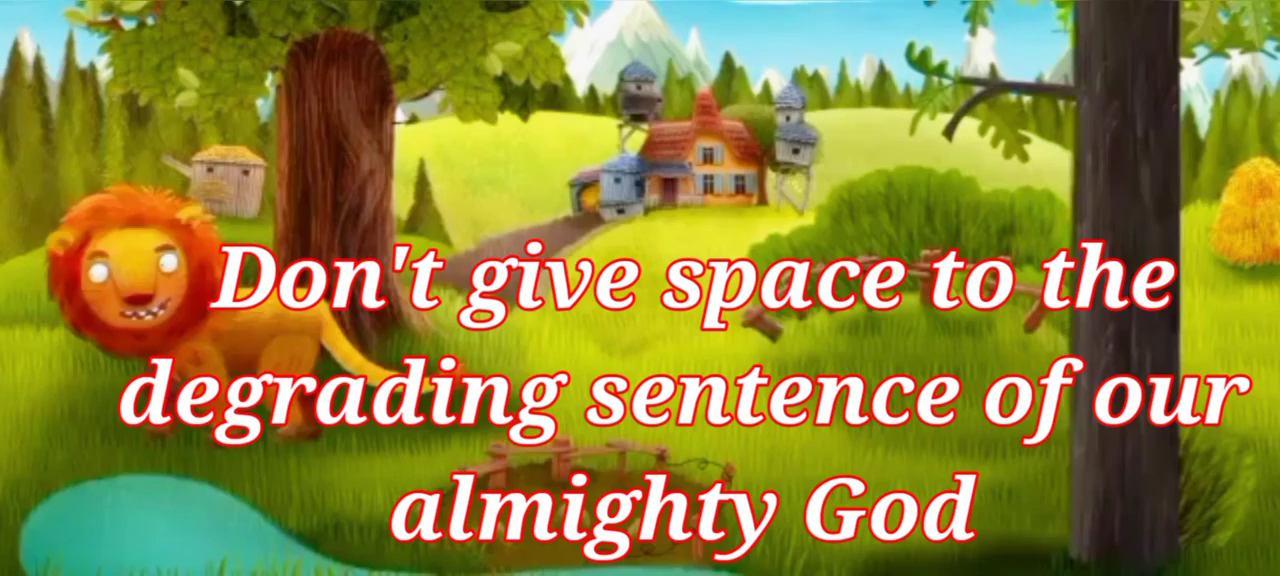 Don't give space to the
degrading sentence of our
almighty God